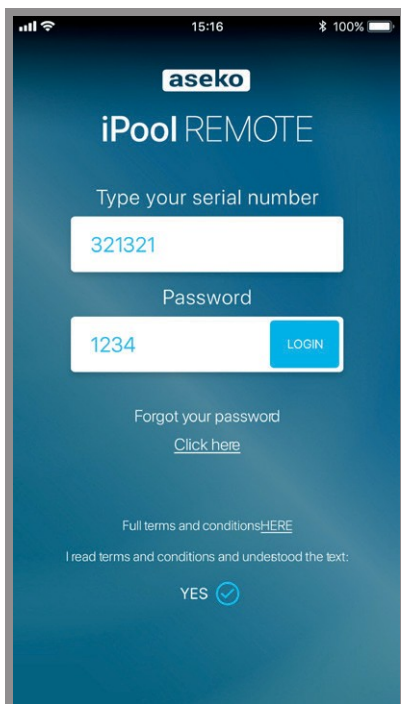 15:16
100%
aseko
iPool REMOTE
Type your serial number
321321
Password
1234
LOGIN
Forgot your password
Click here
Full terms and conditionsHERE
I read terms and conditions and undestood the text:
YES